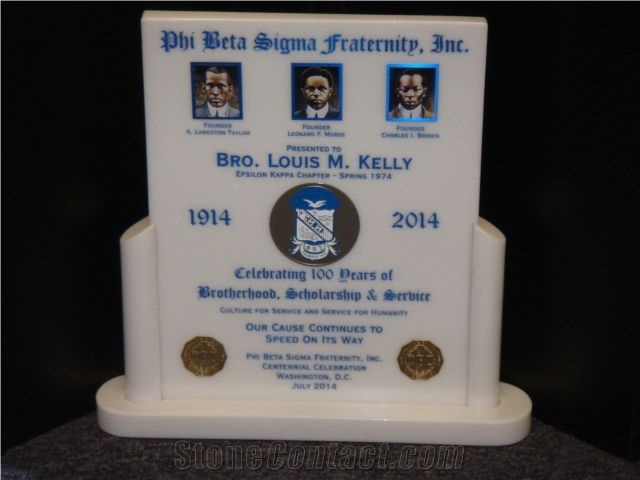 Phi Beta Sigma Fraternity, Inc.
Founder
A. Langston Taylor
Founder
Leonard F. Morse
Founder
Charles I. Brown
Presented to
Bro. Louis M. Kelly
Epsilon Kappa Chapter - Spring 1974
1914 2014
Celebrating 100 Years of
Brotherhood, Scholarship & Service
Culture for Service and Service for Humanity
Our Cause Continues to
Speed On Its Way
Phi Beta Sigma Fraternity, Inc.
Centennial Celebration
Washington, D.C.
July 2014
StoneContact.com